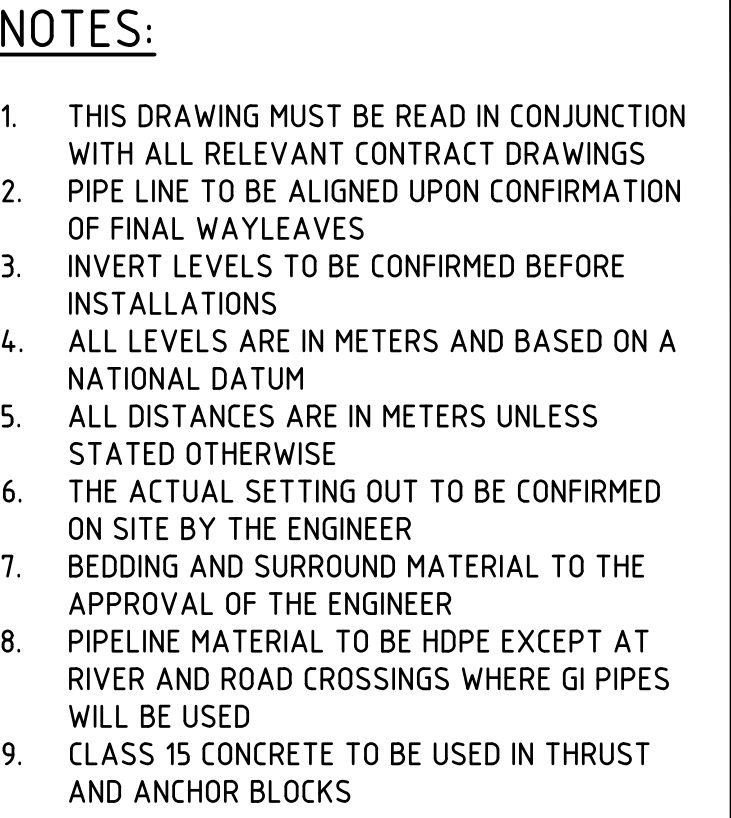 NOTES:
1. THIS DRAWING MUST BE READ IN CONJUNCTION
WITH ALL RELEVANT CONTRACT DRAWINGS
2. PIPE LINE TO BE ALIGNED UPON CONFIRMATION
OF FINAL WAYLEAVES
3. INVERT LEVELS TO BE CONFIRMED BEFORE
INSTALLATIONS
4. ALL LEVELS ARE IN METERS AND BASED ON A
NATIONAL DATUM
5. ALL DISTANCES ARE IN METERS UNLESS
STATED OTHERWISE
6. THE ACTUAL SETTING OUT TO BE CONFIRMED
ON SITE BY THE ENGINEER
7. BEDDING AND SURROUND MATERIAL TO THE
APPROVAL OF THE ENGINEER
8. PIPELINE MATERIAL TO BE HDPE EXCEPT AT
RIVER AND ROAD CROSSINGS WHERE GI PIPES
WILL BE USED
9. CLASS 15 CONCRETE TO BE USED IN THRUST
AND ANCHOR BLOCKS